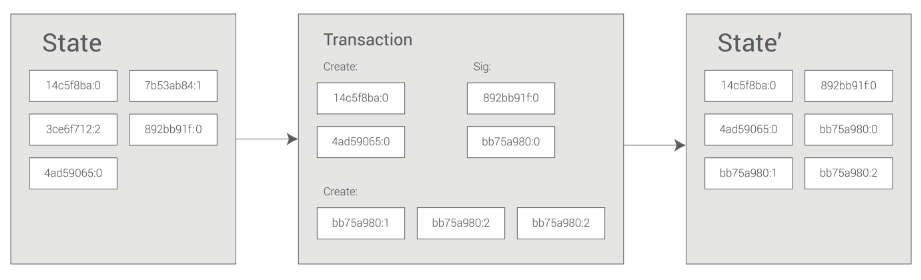 State
14c5f8ba:0 7b53ab84:1
3ce6f712:2 892bb91f:0
4ad59065:0
Transaction
Create: Sig:
14c5f8ba:0 892bb91f:0
4ad59065:0 bb75a980:0
Create:
bb75a980:1 bb75a980:2 bb75a980:2
State'
14c5f8ba:0 892bb91f:0
4ad59065:0 bb75a980:0
bb75a980:1 bb75a980:2